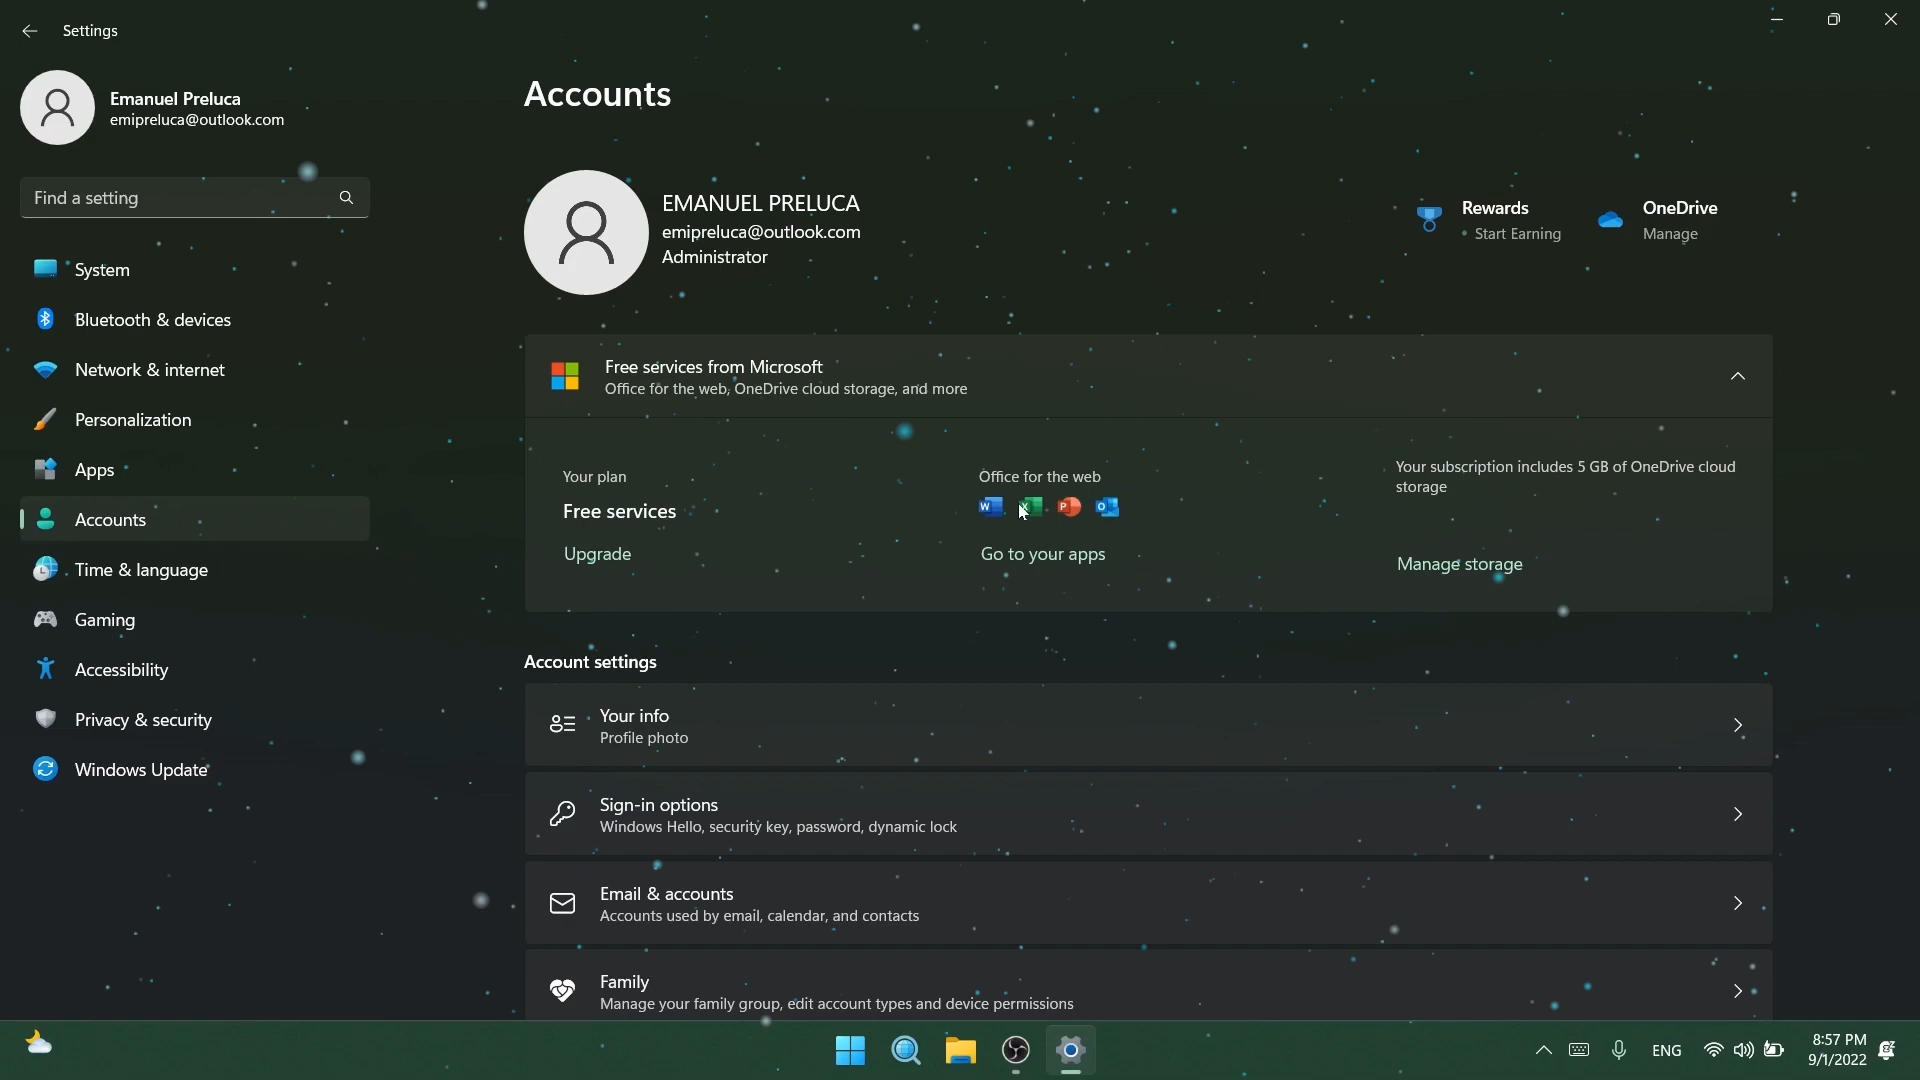 Settings
Emanuel Preluca
emipreluca@outlook.com
Find a setting
System
Bluetooth & devices
Network & internet
Personalization
Apps
Accounts
Time & language
Gaming
Accessibility
Privacy & security
Windows Update
Accounts
EMANUEL PRELUCA
emipreluca@outlook.com
Administrator
Rewards
• Start Earning
OneDrive
Manage
Free services from Microsoft
Office for the web, OneDrive cloud storage, and more
Your plan
Free services
Upgrade
Office for the web
W X P O
Go to your apps
Your subscription includes 5 GB of OneDrive cloud
storage
Manage storage
Account settings
Your info
Profile photo
Sign-in options
Windows Hello, security key, password, dynamic lock
Email & accounts
Accounts used by email, calendar, and contacts
Family
Manage your family group, edit account types and device permissions
ENG
8:57 PM
9/1/2022